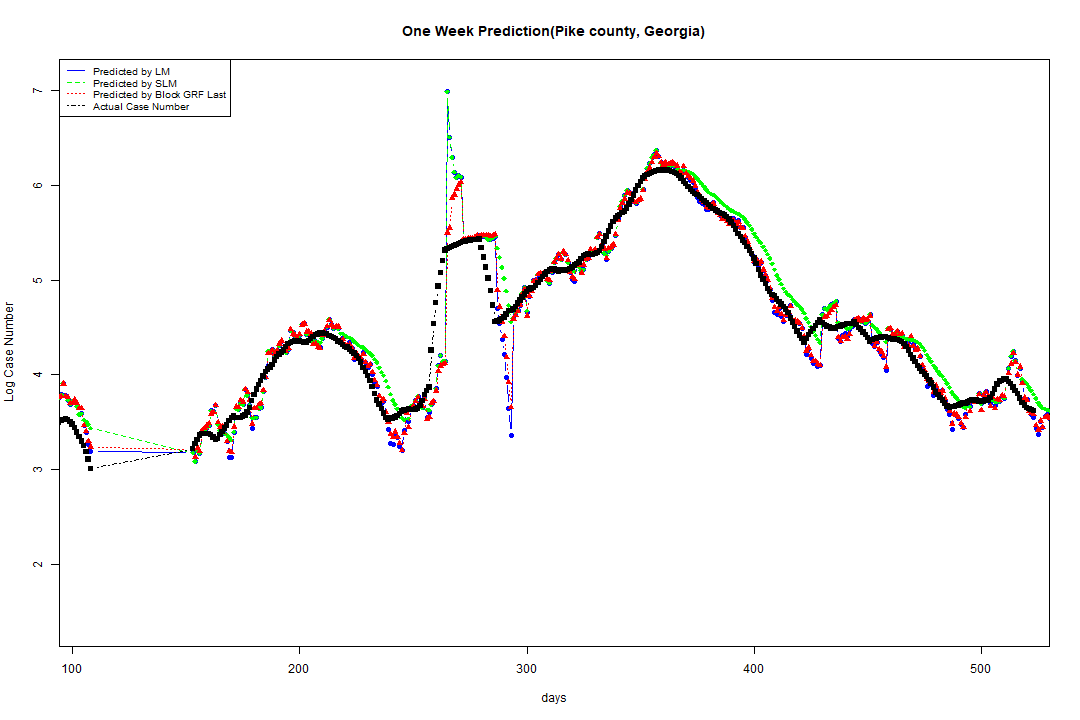 One Week Prediction(Pike county, Georgia)
Predicted by LM
Predicted by SLM
Predicted by Block GRF Last
Actual Case Number
7
6
5
4
3
2
Log Case Number
100 200 300 400 500
days